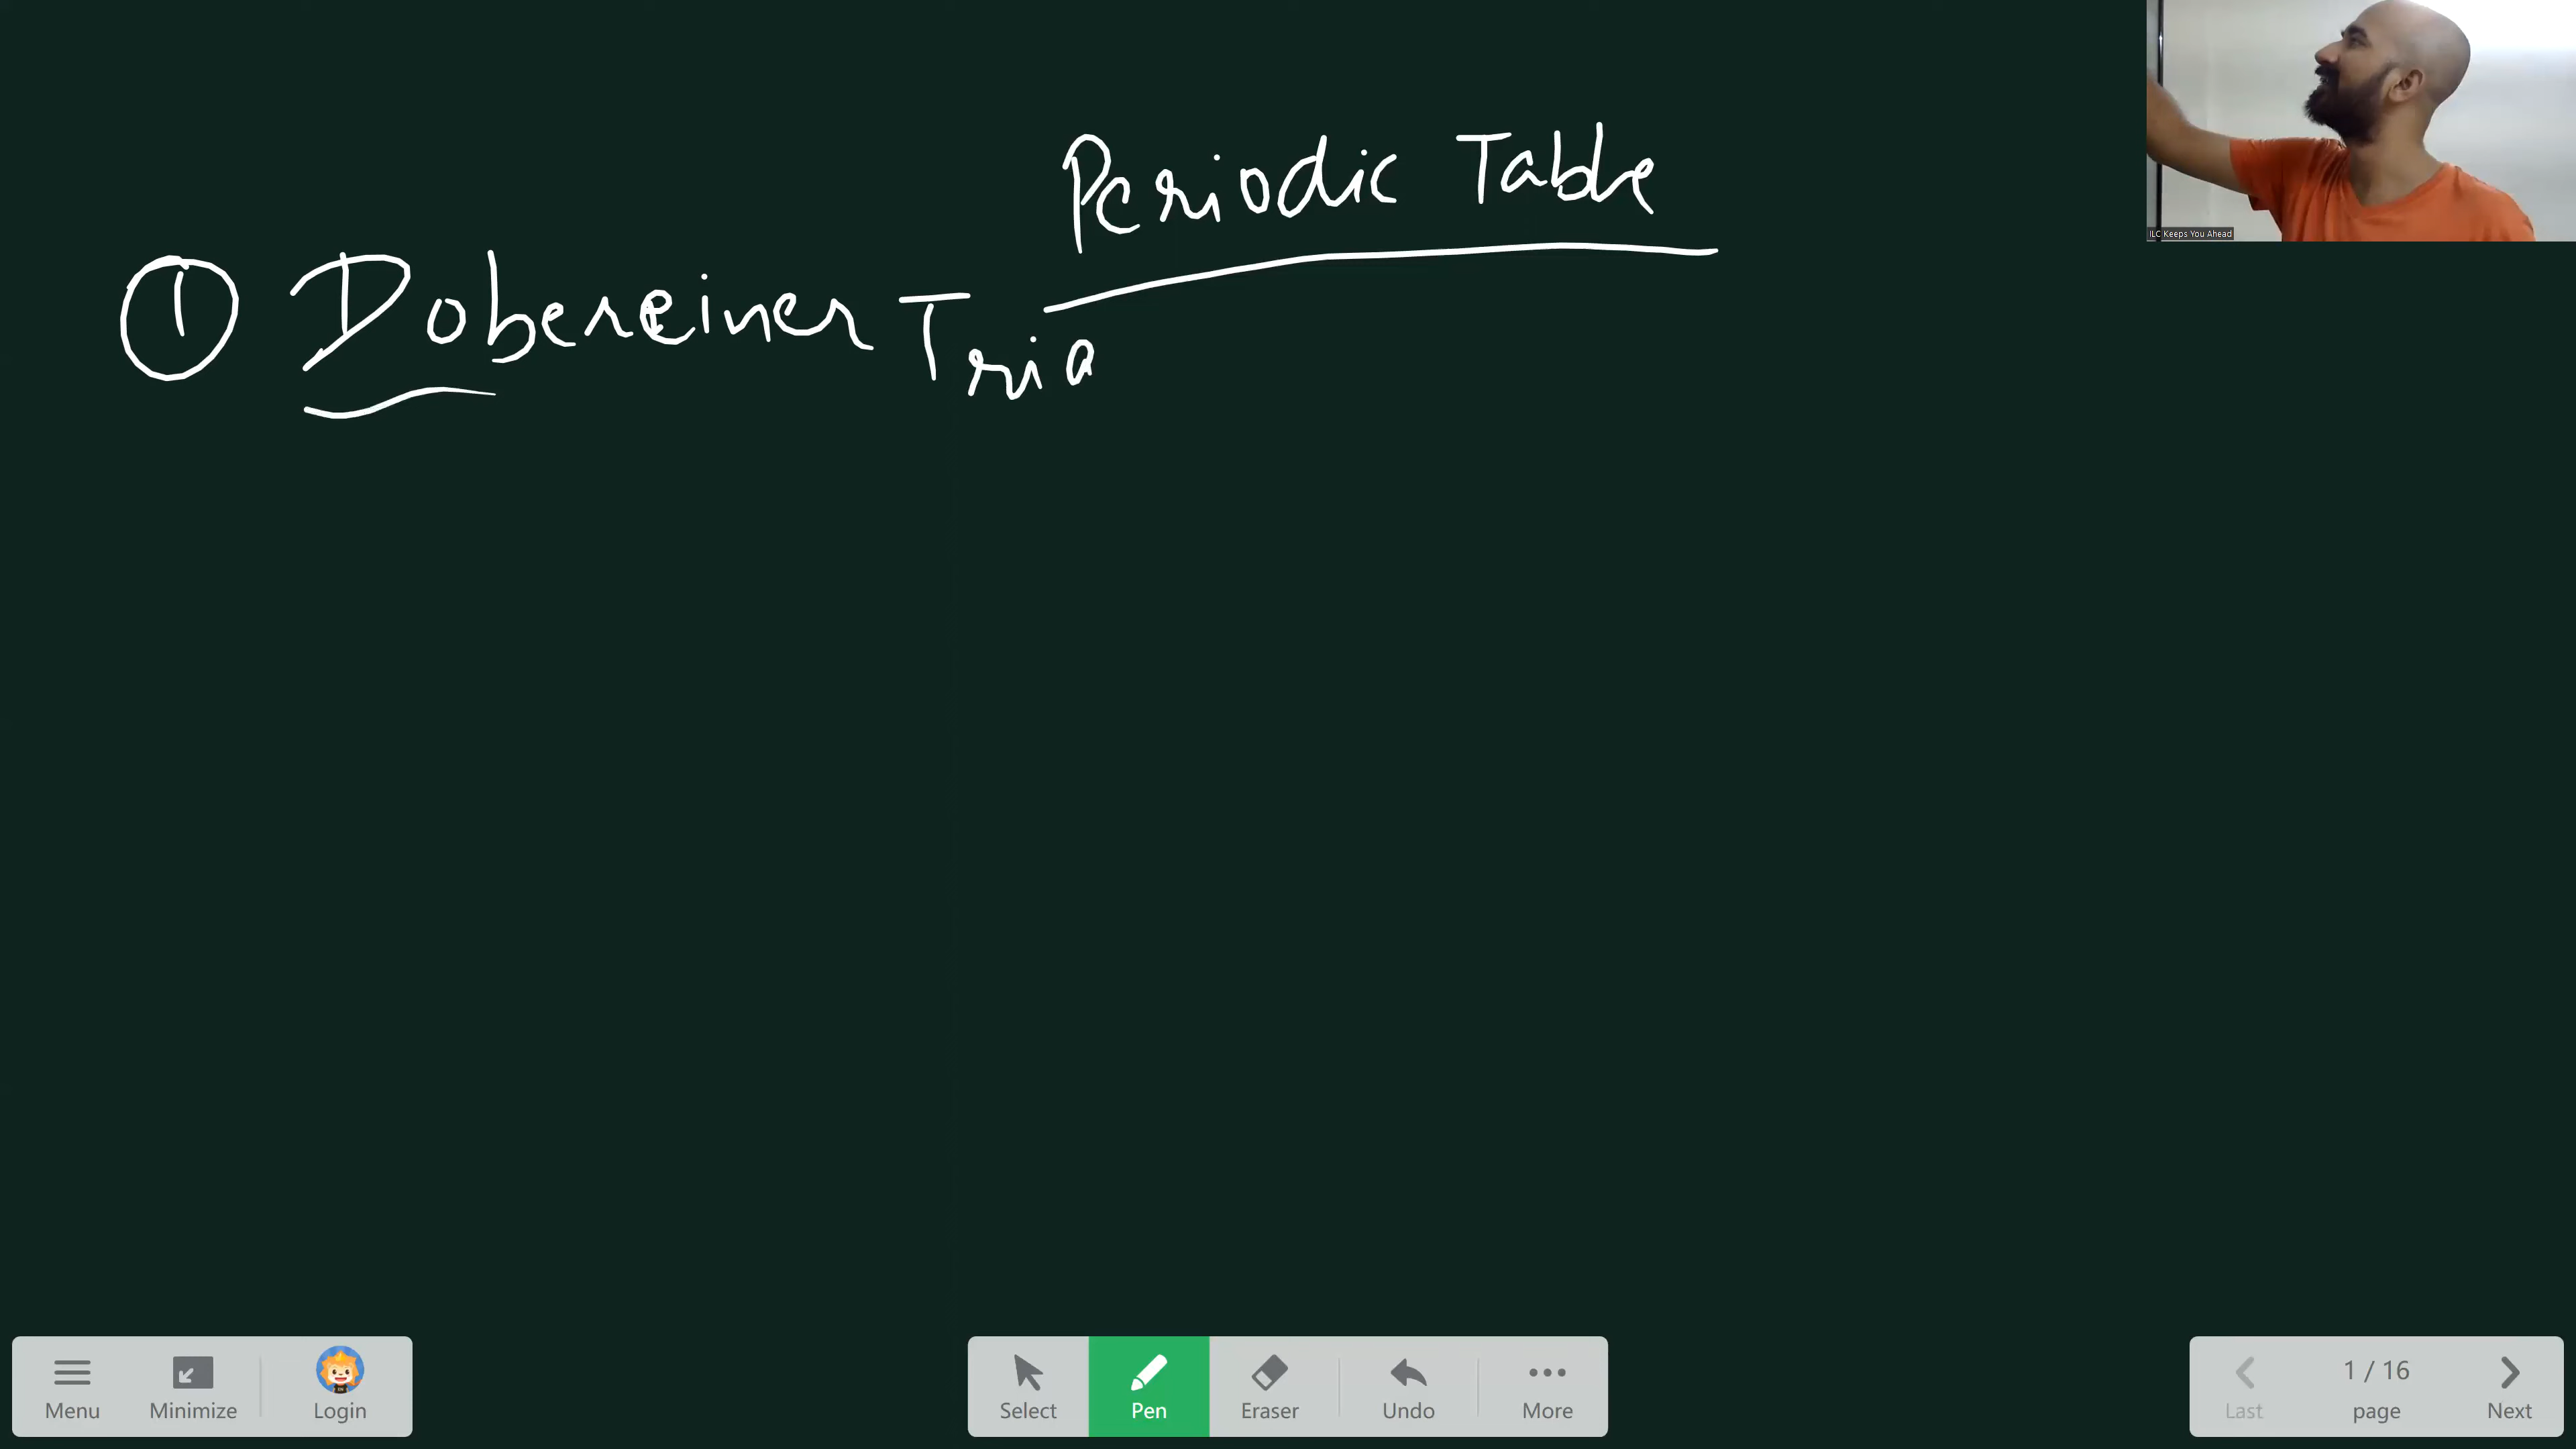 Periodic Table
① Dobereiner Tria
ILC Keeps You Ahead
Menu Minimize Login Select Pen Eraser Undo More Last 1 / 16 page Next